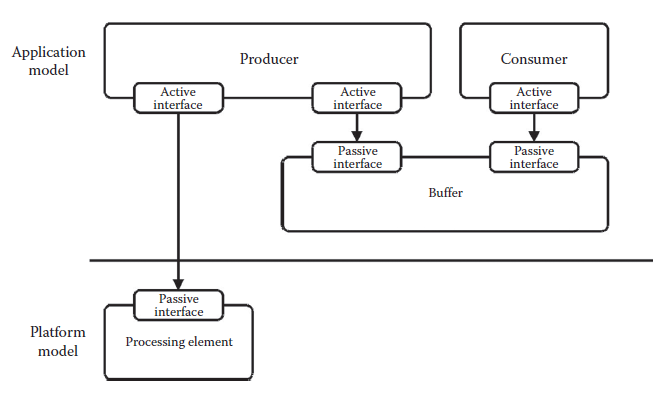 Application
model
Producer
Consumer
Active
interface
Active
interface
Active
interface
Passive
interface
Passive
interface
Buffer
Platform
model
Passive
interface
Processing element